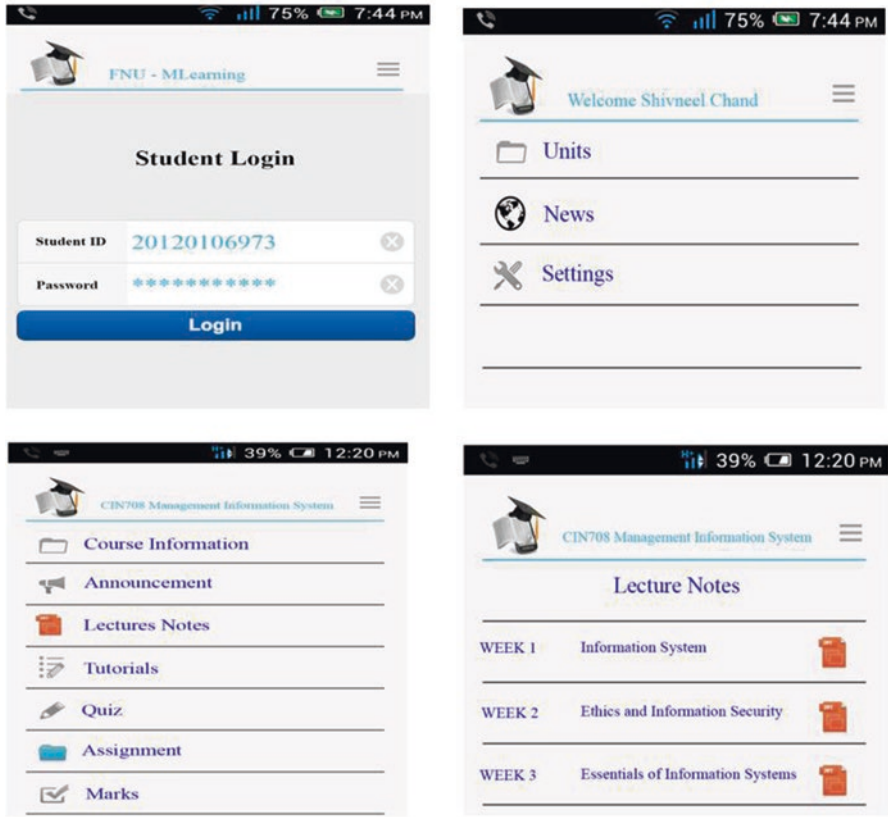 75% 7:44 PM
FNU - MLearning
Student Login
Student ID 20120106973
Password ***********
Login
75% 7:44 PM
Welcome Shivneel Chand
Units
News
Settings
39% 12:20 PM
CIN708 Management Information System
Course Information
Announcement
Lectures Notes
Tutorials
Quiz
Assignment
Marks
39% 12:20 PM
CIN708 Management Information System
Lecture Notes
WEEK 1 Information System
WEEK 2 Ethics and Information Security
WEEK 3 Essentials of Information Systems